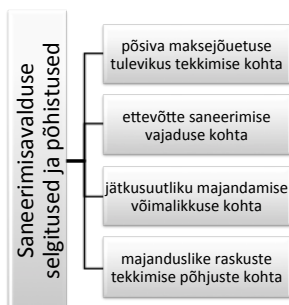 Saneerimisavalduse
selgitused ja põhistused
põsiva maksejõuetuse
tulevikus tekkimise kohta
ettevõtte saneerimise
vajaduse kohta
jätkusuutliku majandamise
võimalikkuse kohta
majanduslike raskuste
tekkimise põhjuste kohta